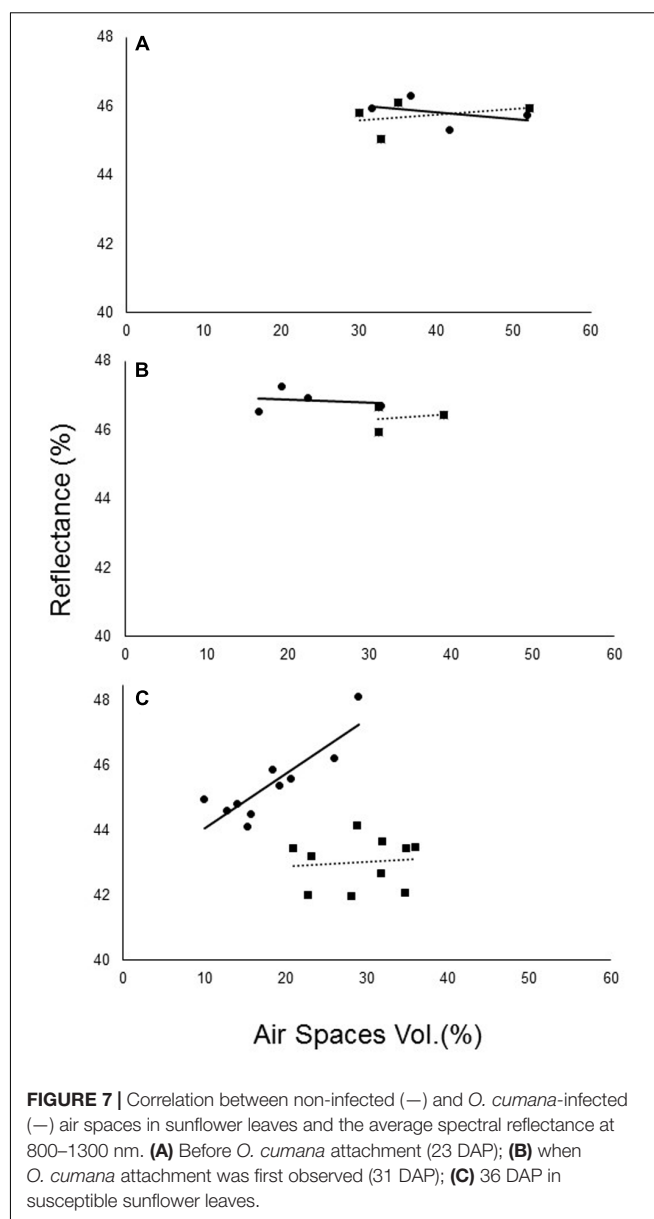 A
48
46
44
42
40
0 10 20 30 40 50 60
B
48
46
44
42
40
0 10 20 30 40 50 60
Reflectance (%)
C
48
46
44
42
40
0 10 20 30 40 50 60
Air Spaces Vol.(%)
FIGURE 7 | Correlation between non-infected (—) and O. cumana-infected
(—) air spaces in sunflower leaves and the average spectral reflectance at
800–1300 nm. (A) Before O. cumana attachment (23 DAP); (B) when
O. cumana attachment was first observed (31 DAP); (C) 36 DAP in
susceptible sunflower leaves.